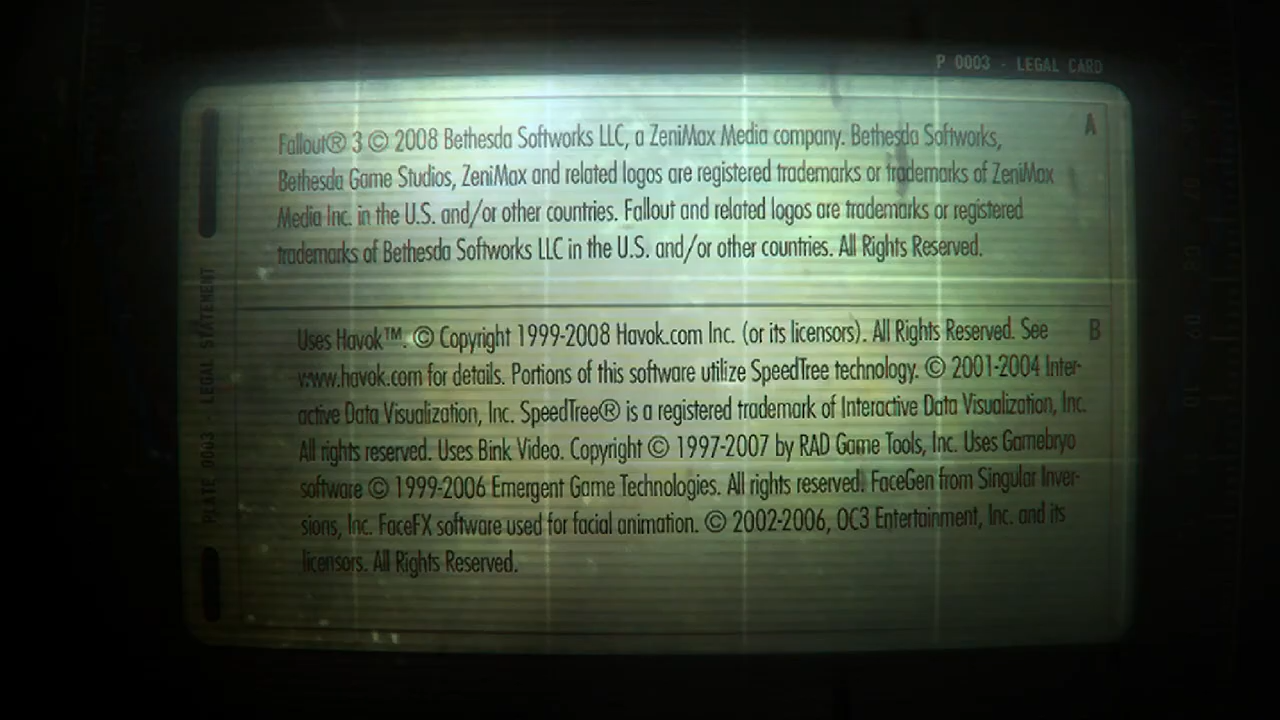 P 0003 - LEGAL CARD
A
Fallout® 3 © 2008 Bethesda Softworks LLC, a ZeniMax Media company. Bethesda Softworks,
Bethesda Game Studios, ZeniMax and related logos are registered trademarks or trademarks of ZeniMax
Media Inc. in the U.S. and/or other countries. Fallout and related logos are trademarks or registered
trademarks of Bethesda Softworks LLC in the U.S. and/or other countries. All Rights Reserved.
PLATE 0003 - LEGAL STATEMENT
B
Uses Havok™. © Copyright 1999-2008 Havok.com Inc. (or its licensors). All Rights Reserved. See
www.havok.com for details. Portions of this software utilize SpeedTree technology. © 2001-2004 Inter-
active Data Visualization, Inc. SpeedTree® is a registered trademark of Interactive Data Visualization, Inc.
All rights reserved. Uses Bink Video. Copyright © 1997-2007 by RAD Game Tools, Inc. Uses Gamebryo
software © 1999-2006 Emergent Game Technologies. All rights reserved. FaceGen from Singular Inver-
sions, Inc. FaceFX software used for facial animation. © 2002-2006, OC3 Entertainment, Inc. and its
licensors. All Rights Reserved.